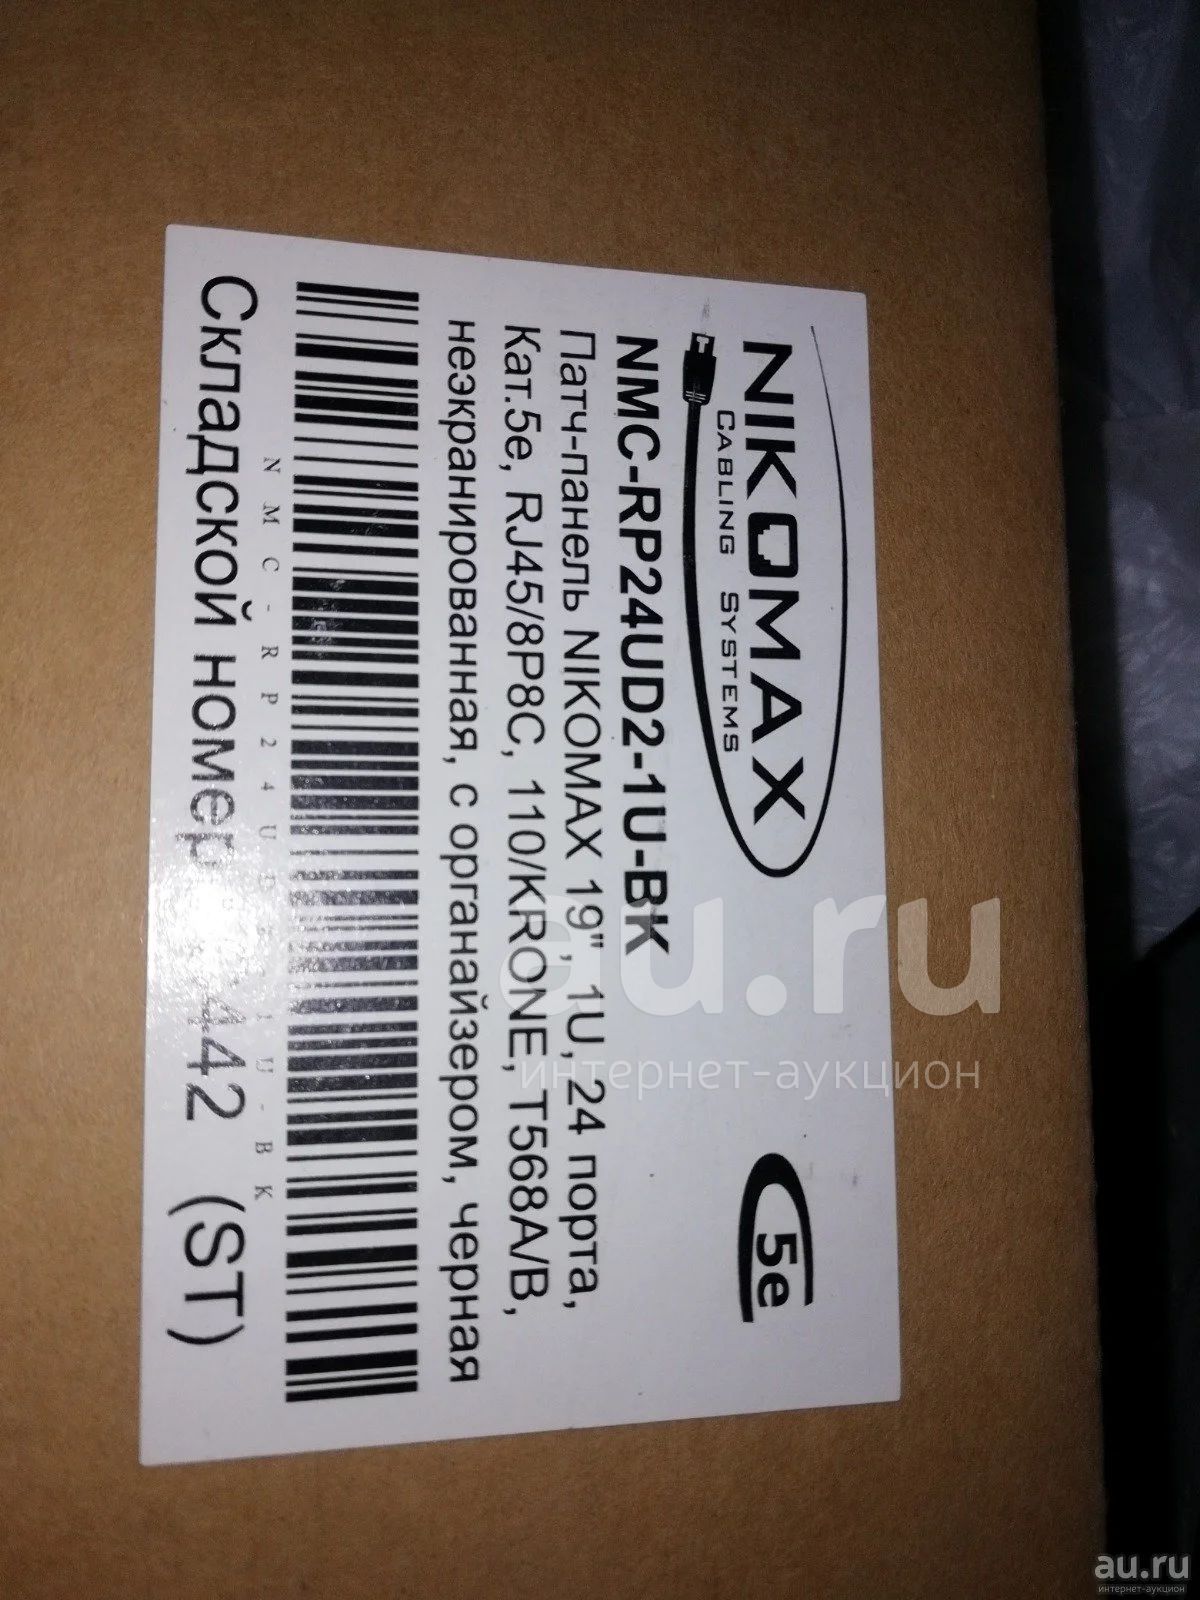 NIKOMAX
CABLING SYSTEMS
5e
NMC-RP24UD2-1U-BK
Патч-панель NIKOMAX 19", 1U, 24 порта,
Кат.5е, RJ45/8P8C, 110/KRONE, T568A/B,
неэкранированная, с органайзером, черная
NMC-RP24UD2-1U-BK
Складской номер 442 (ST)
au.ru
интернет-аукцион
au.ru
интернет-аукцион